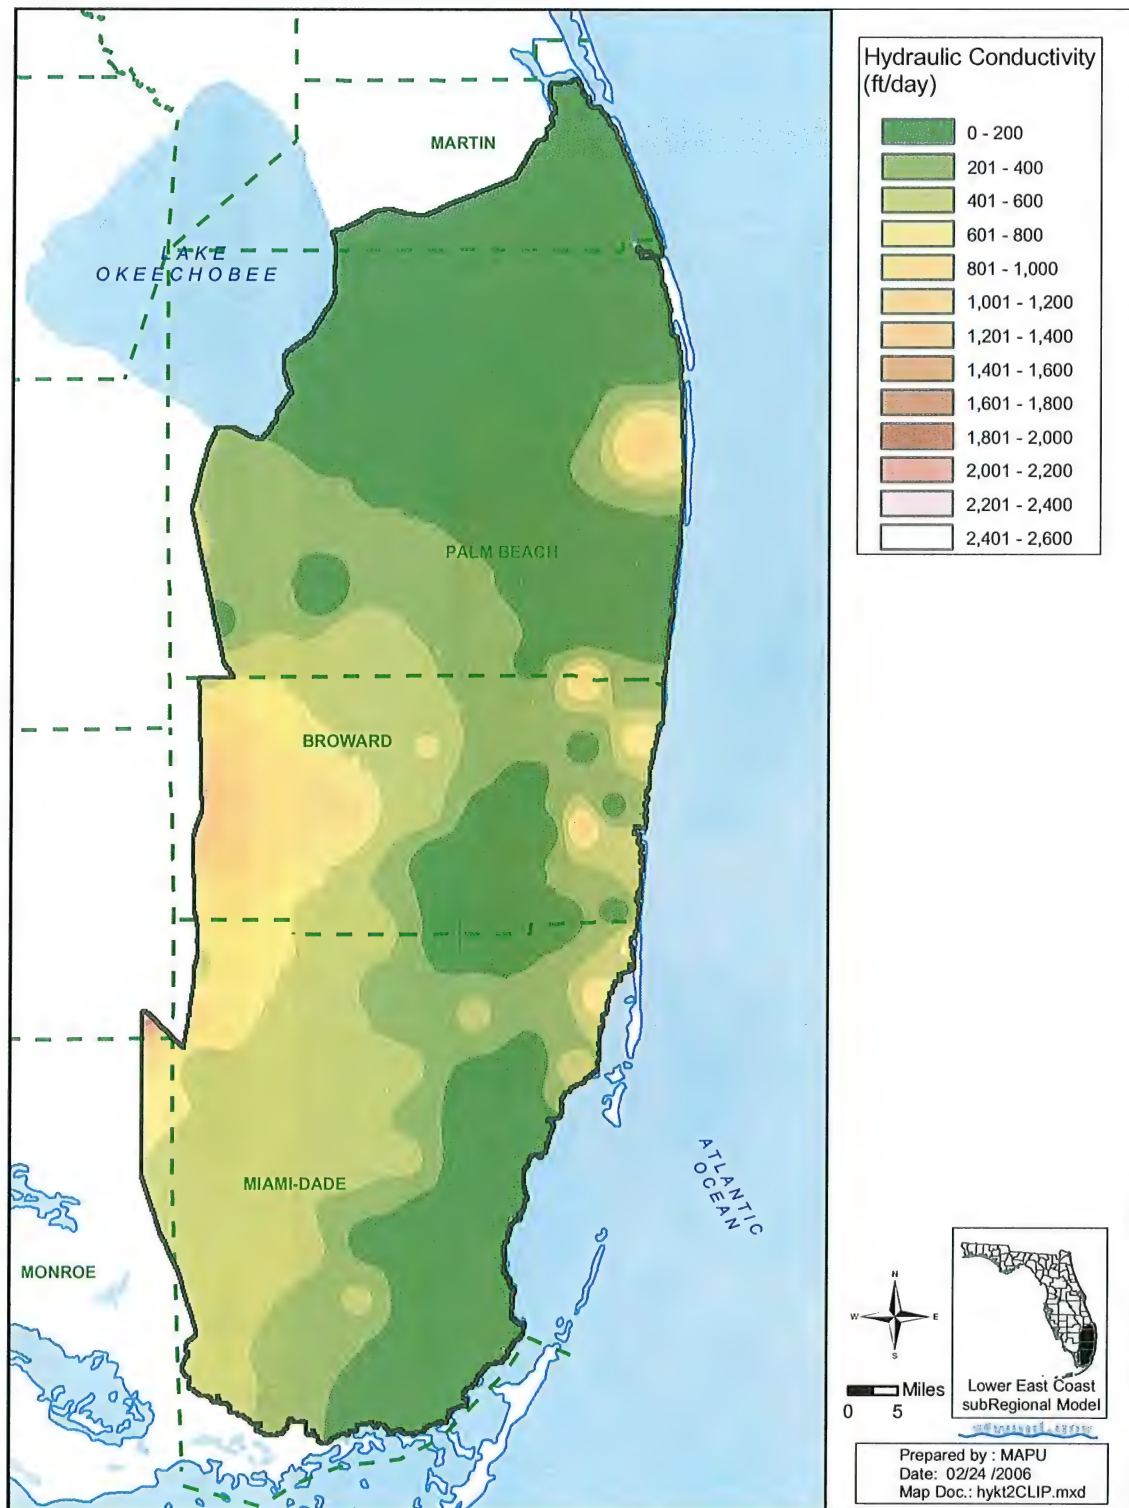 Hydraulic Conductivity
(ft/day)
0 - 200
201 - 400
401 - 600
601 - 800
801 - 1,000
1,001 - 1,200
1,201 - 1,400
1,401 - 1,600
1,601 - 1,800
1,801 - 2,000
2,001 - 2,200
2,201 - 2,400
2,401 - 2,600
MARTIN
LAKE
OKEECHOBEE
PALM BEACH
BROWARD
MIAMI-DADE
MONROE
ATLANTIC
OCEAN
N
W
E
S
Miles
0 5
Lower East Coast
subRegional Model
Prepared by : MAPU
Date: 02/24 /2006
Map Doc.: hykt2CLIP.mxd